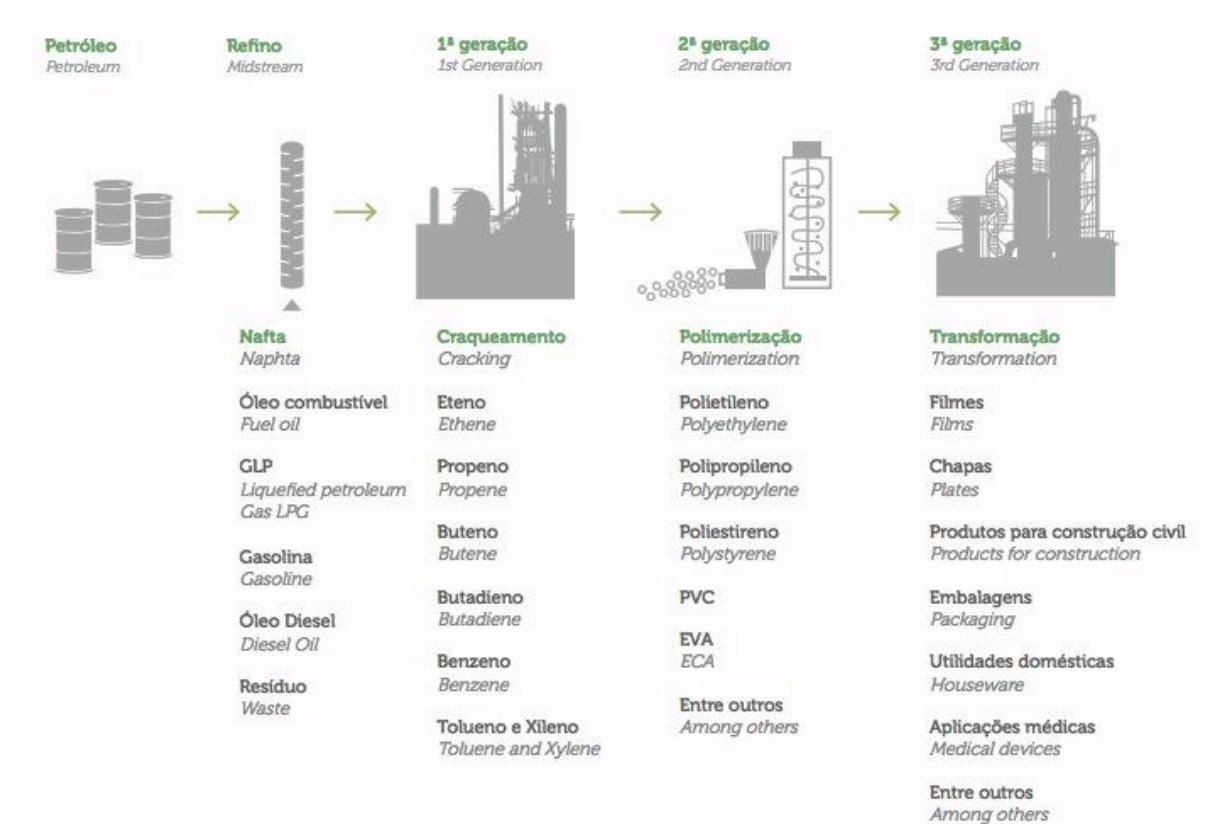 Petróleo
Petroleum
Refino
Midstream
1ª geração
1st Generation
2ª geração
2nd Generation
3ª geração
3rd Generation
Nafta
Naphta
Óleo combustível
Fuel oil
GLP
Liquefied petroleum
Gas LPG
Gasolina
Gasoline
Óleo Diesel
Diesel Oil
Resíduo
Waste
Craqueamento
Cracking
Eteno
Ethene
Propeno
Propene
Buteno
Butene
Butadieno
Butadiene
Benzeno
Benzene
Tolueno e Xileno
Toluene and Xylene
Polimerização
Polimerization
Polietileno
Polyethylene
Polipropileno
Polypropylene
Poliestireno
Polystyrene
PVC
EVA
ECA
Entre outros
Among others
Transformação
Transformation
Filmes
Films
Chapas
Plates
Produtos para construção civil
Products for construction
Embalagens
Packaging
Utilidades domésticas
Houseware
Aplicações médicas
Medical devices
Entre outros
Among others